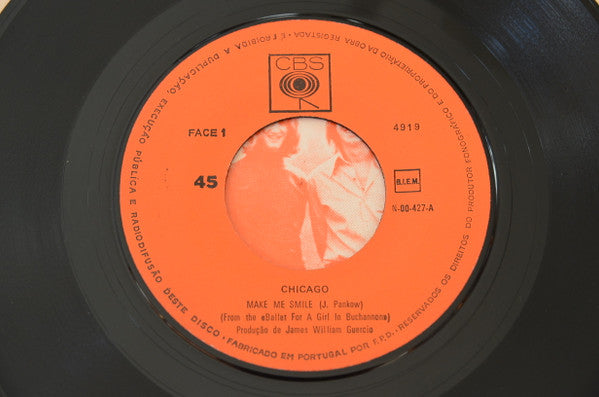 CBS
FACE 1
4919
45
B.I.E.M.
N-00-427-A
CHICAGO
MAKE ME SMILE (J. Pankow)
(From the «Ballet For A Girl In Buchannon»)
Produção de James William Guercio
É PROIBIDA A DUPLICAÇÃO, EXECUÇÃO PÚBLICA E RADIODIFUSÃO DESTE DISCO - FABRICADO EM PORTUGAL POR F.P.D. - RESERVADOS OS DIREITOS DO PRODUTOR FONOGRÁFICO E DO PROPRIETÁRIO DA OBRA REGISTADA -